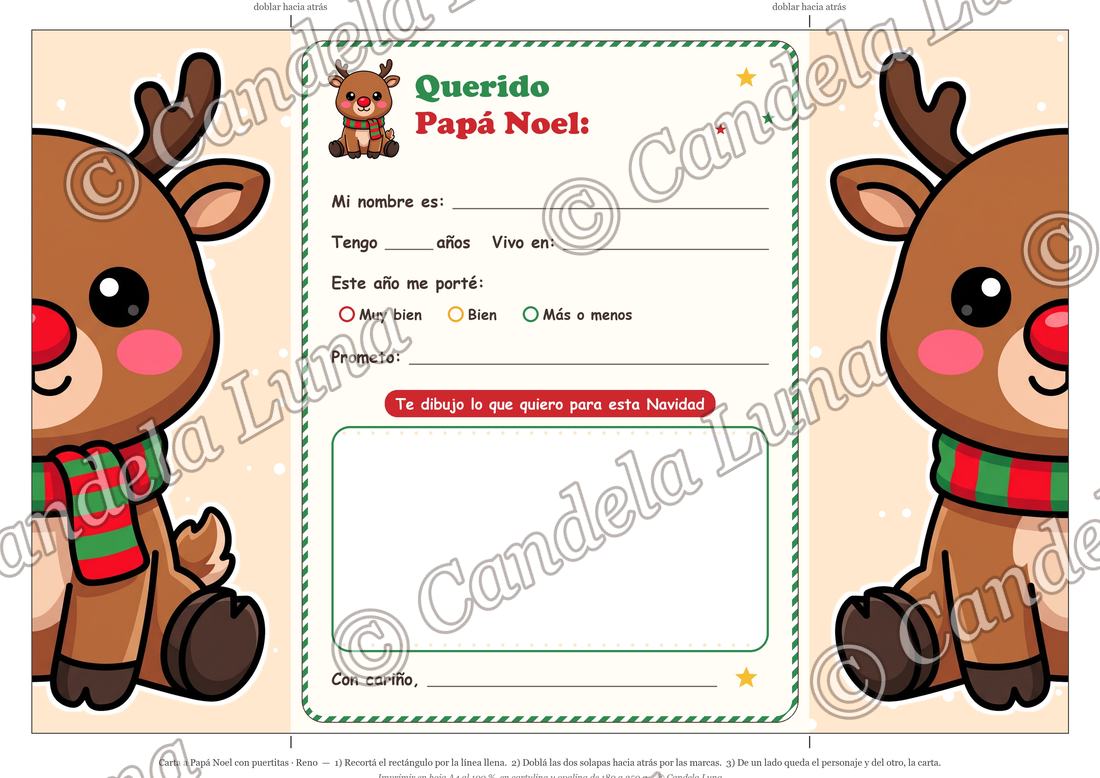 doblar hacia atrás
doblar hacia atrás
Querido
Papá Noel:
Mi nombre es:
Tengo ______ años Vivo en:
Este año me porté:
Muy bien Bien Más o menos
Prometo:
Te dibujo lo que quiero para esta Navidad
Con cariño,
© Candela Luna
© Candela Luna
© Candela Luna
© Candela Luna
Carta a Papá Noel con puertitas · Reno — 1) Recortá el rectángulo por la línea llena. 2) Doblá las dos solapas hacia atrás por las marcas. 3) De un lado queda el personaje y del otro, la carta.